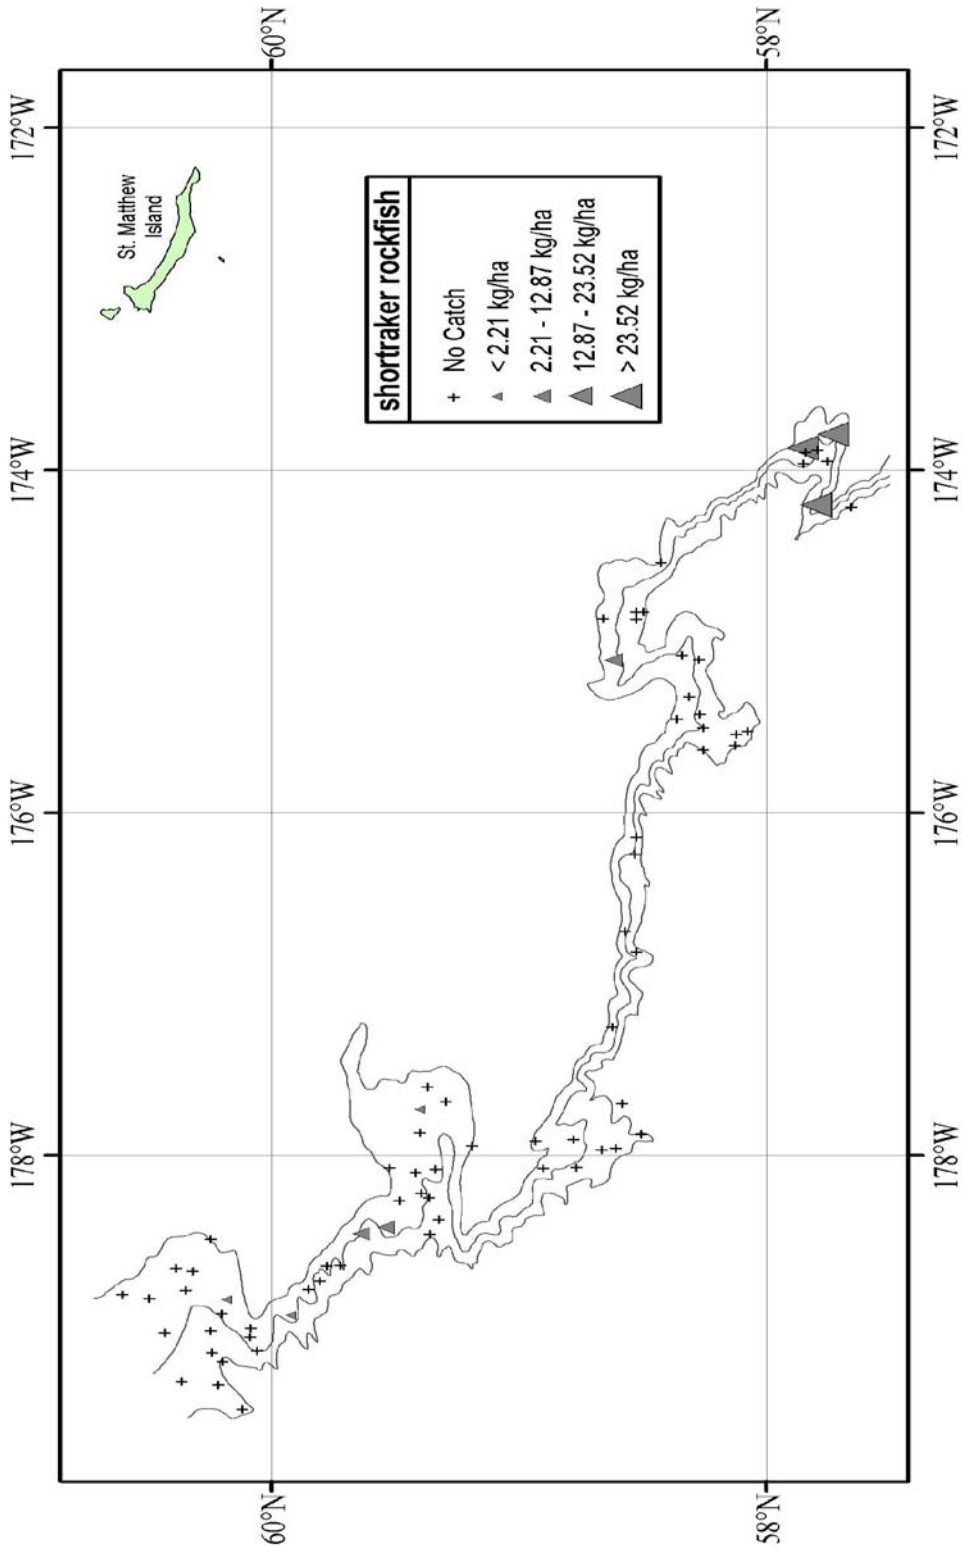 178°W
176°W
174°W
172°W
60°N
60°N
58°N
58°N
St. Matthew
Island
shortraker rockfish
+ No Catch
< 2.21 kg/ha
2.21 - 12.87 kg/ha
12.87 - 23.52 kg/ha
> 23.52 kg/ha
178°W
176°W
174°W
172°W